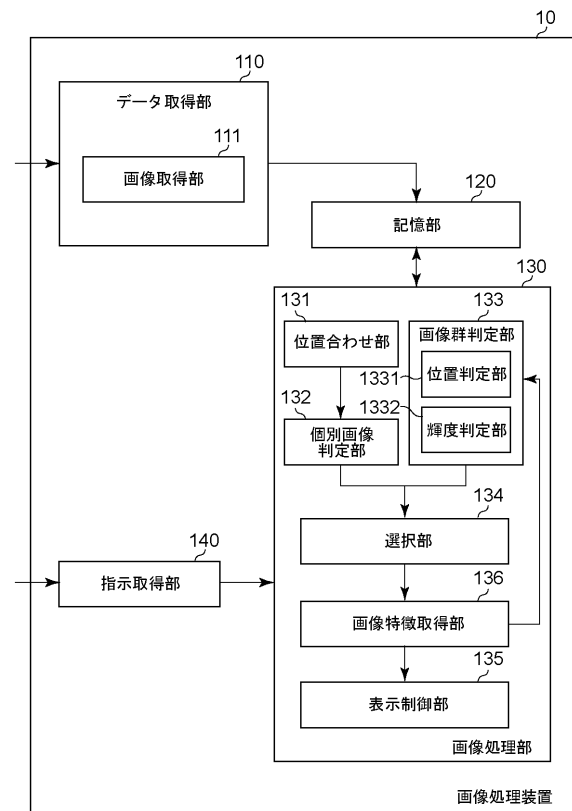 10
110
データ取得部
111
画像取得部
120
記憶部
130
131
位置合わせ部
133
画像群判定部
1331
位置判定部
132
個別画像
判定部
1332
輝度判定部
134
選択部
140
指示取得部
136
画像特徴取得部
135
表示制御部
画像処理部
画像処理装置